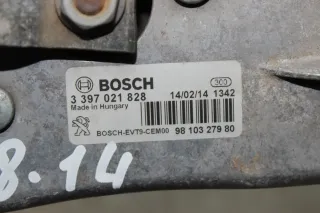 BOSCH
3 397 021 828
14/02/14 1342
Made in Hungary
BOSCH-EVT9-CEM00
98 103 279 80
8.14